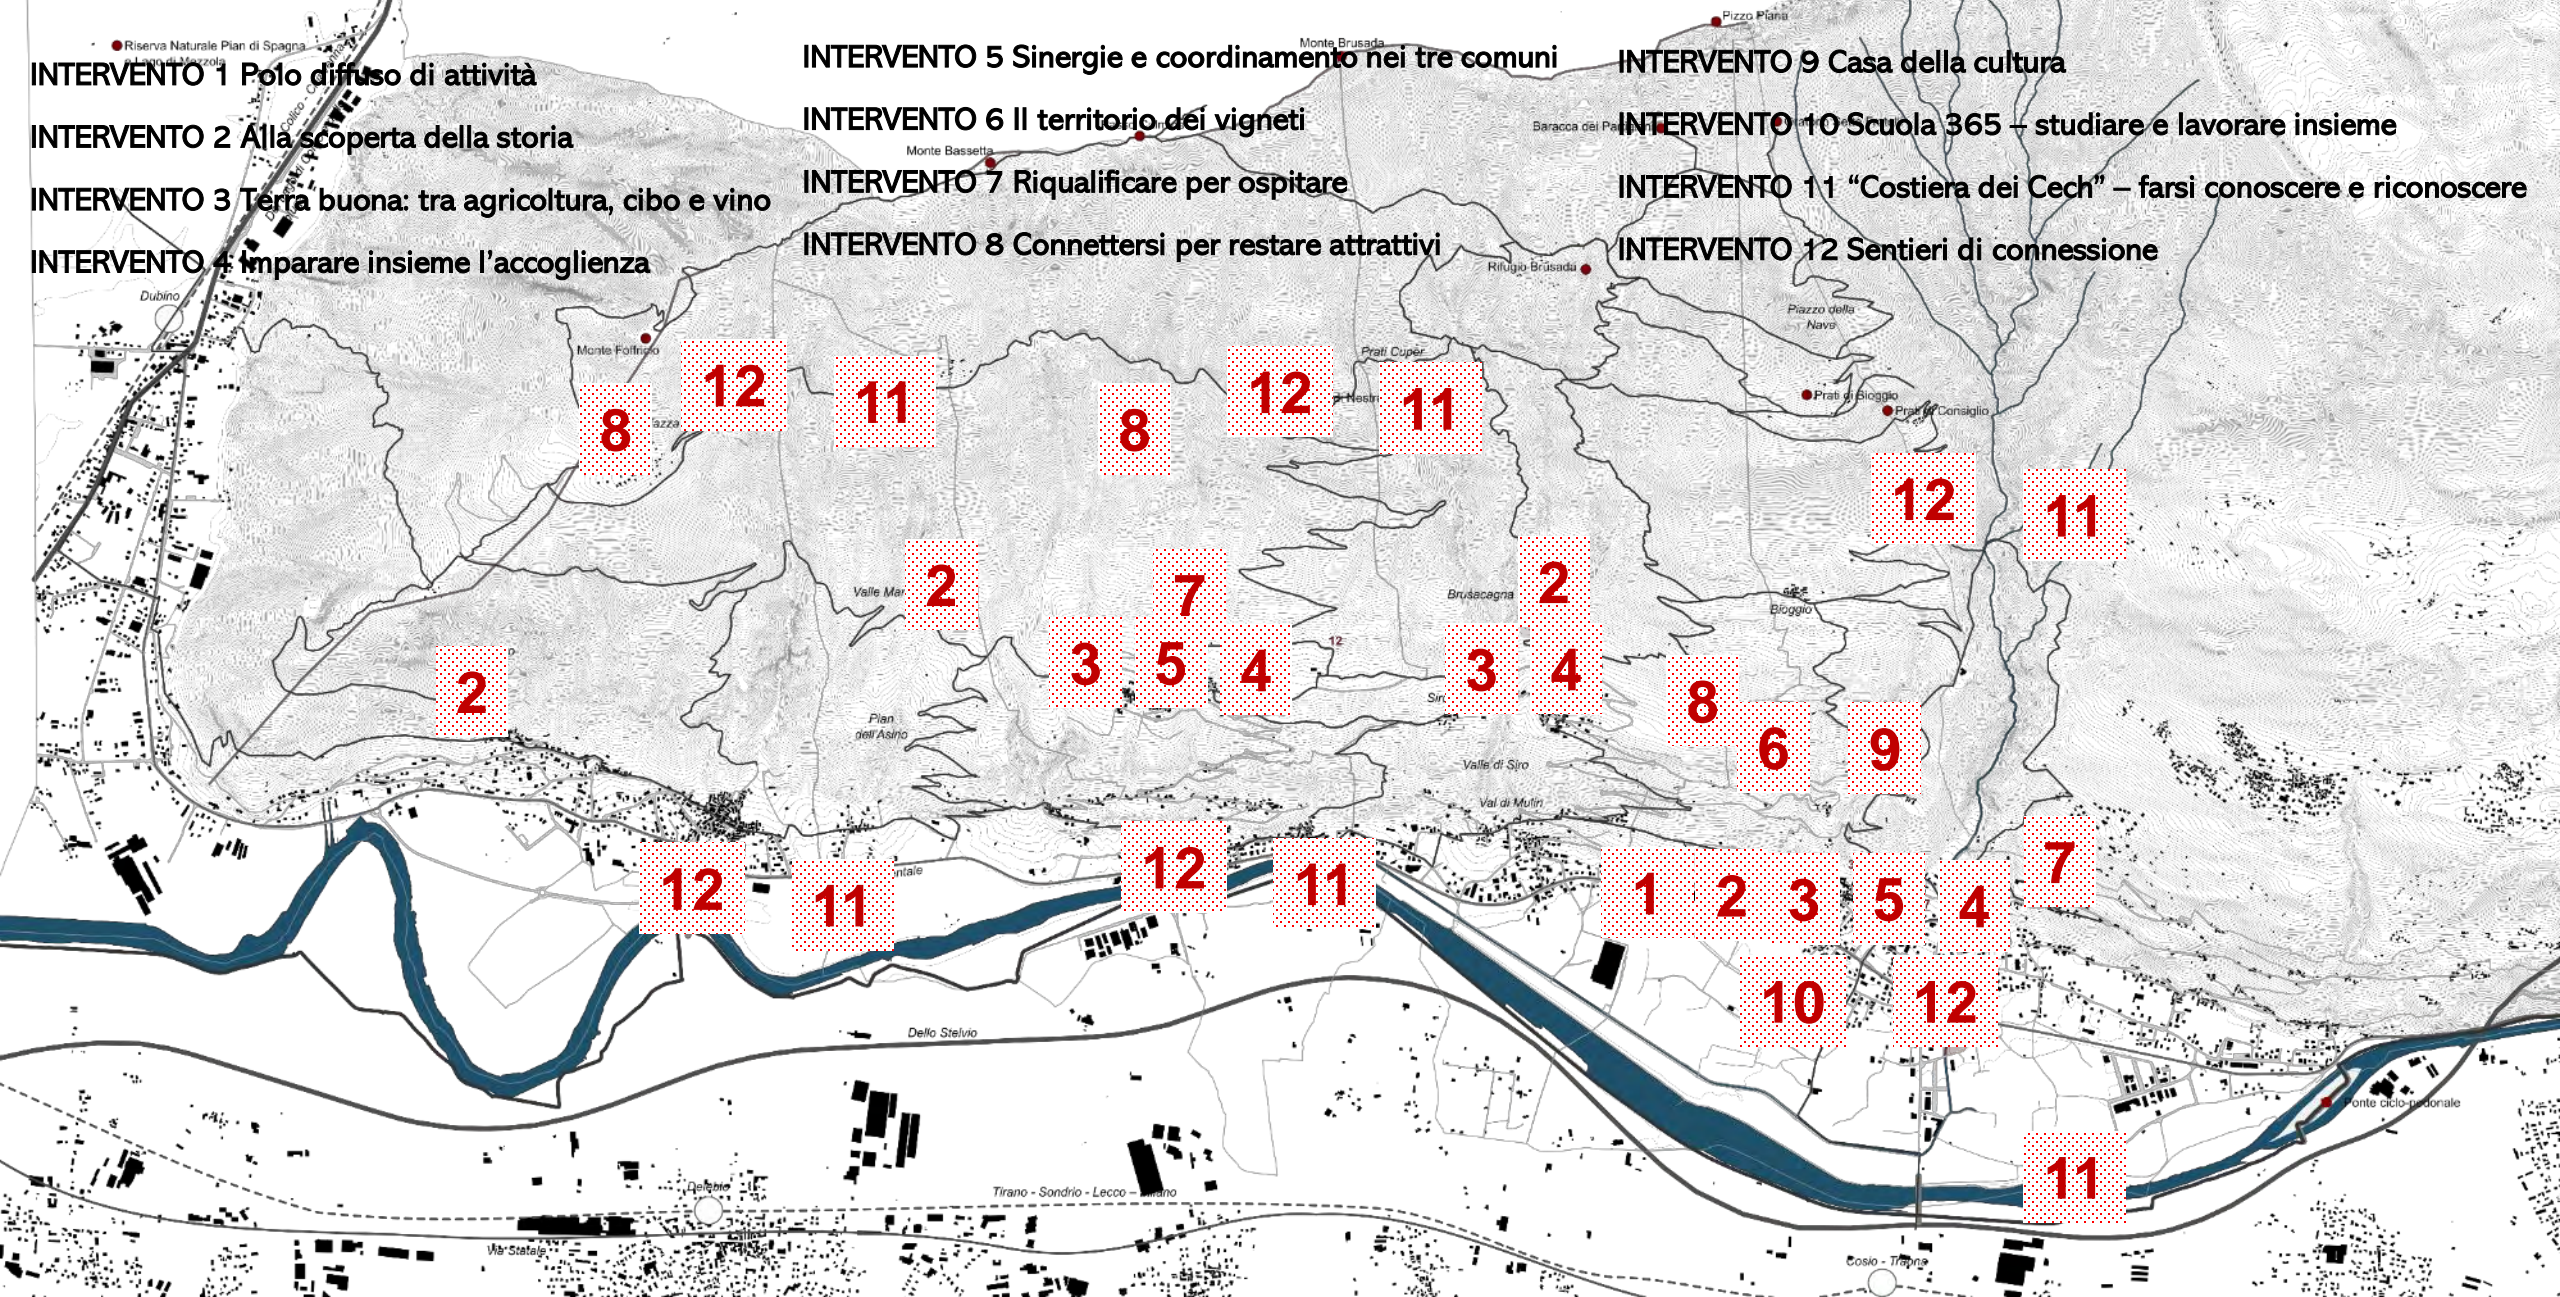 Riserva Naturale Pian di Spagna
e Lago di Mezzola
INTERVENTO 1 Polo diffuso di attività
INTERVENTO 2 Alla scoperta della storia
INTERVENTO 3 Terra buona: tra agricoltura, cibo e vino
INTERVENTO 4 Imparare insieme l'accoglienza
INTERVENTO 5 Sinergie e coordinamento nei tre comuni
INTERVENTO 6 Il territorio dei vigneti
INTERVENTO 7 Riqualificare per ospitare
INTERVENTO 8 Connettersi per restare attrattivi
INTERVENTO 9 Casa della cultura
INTERVENTO 10 Scuola 365 – studiare e lavorare insieme
INTERVENTO 11 “Costiera dei Cech” – farsi conoscere e riconoscere
INTERVENTO 12 Sentieri di connessione
Pizzo Piana
Monte Brusada
Monte Bassetta
Baracca dei
Rifugio Brusada
Dubino
Piazzo della
Nave
Monte Foffricio
Prati Cuper
Prati di Bioggio
Prati di Consiglio
12
11
8
8
12
11
12
11
2
7
2
Valle
Brusacagna
Bioggio
12
3
5
4
3
4
2
8
6
9
Pian
dell'Asino
Valle di Siro
Val di Mulin
12
11
12
11
1
2
3
5
4
7
10
12
Dello Stelvio
Ponte ciclo-pedonale
11
Delebio
Tirano - Sondrio - Lecco – Milano
Via Statale
Cosio - Traona